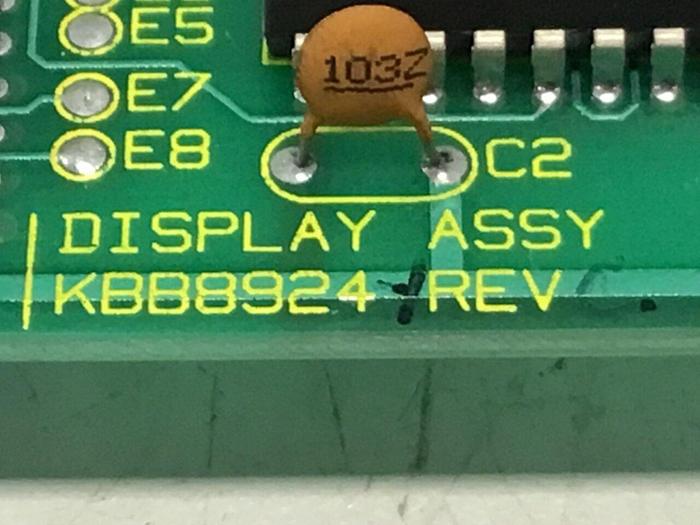 E5
103Z
E7
E8
C2
DISPLAY ASSY
KBB8924 REV